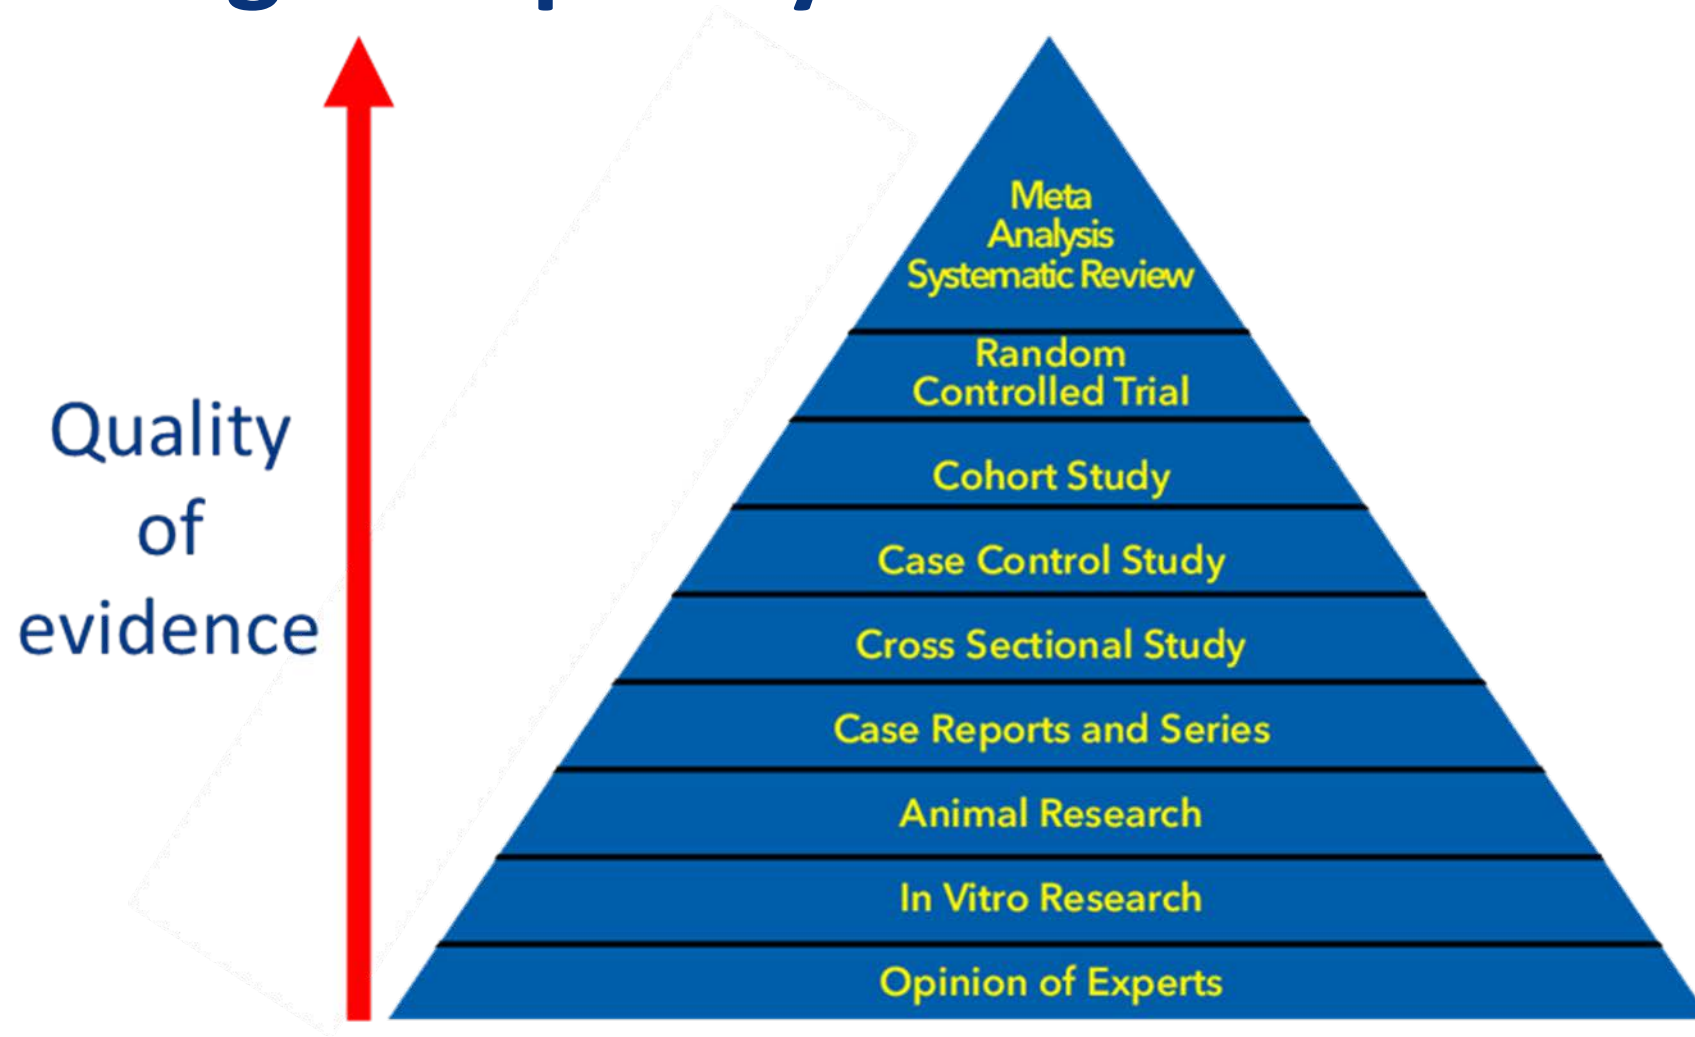 Quality
of
evidence
Meta
Analysis
Systematic Review
Random
Controlled Trial
Cohort Study
Case Control Study
Cross Sectional Study
Case Reports and Series
Animal Research
In Vitro Research
Opinion of Experts